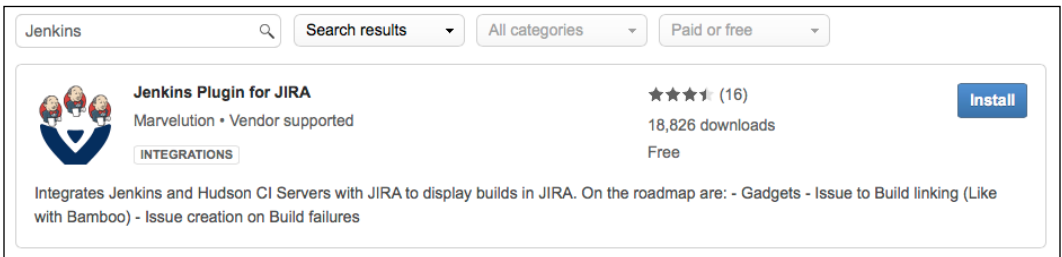 Jenkins Search results All categories Paid or free
Jenkins Plugin for JIRA (16) Install
Marvelution • Vendor supported 18,826 downloads
INTEGRATIONS Free
Integrates Jenkins and Hudson CI Servers with JIRA to display builds in JIRA. On the roadmap are: - Gadgets - Issue to Build linking (Like
with Bamboo) - Issue creation on Build failures